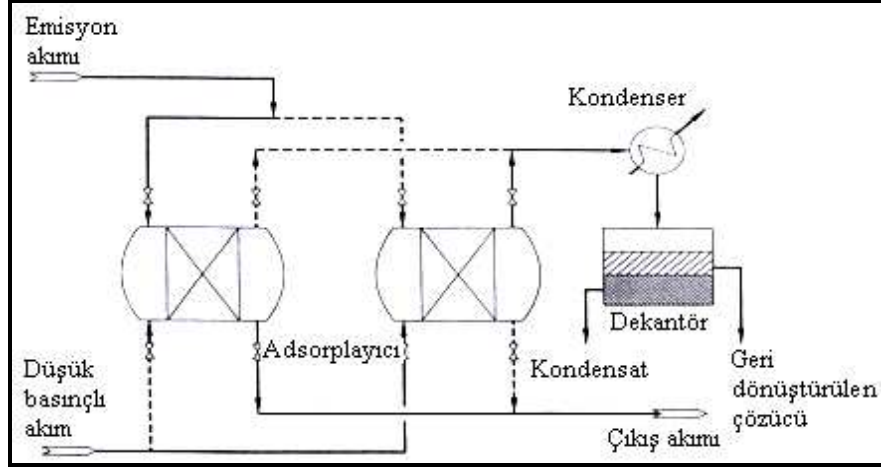 Emisyon
akımı
Kondenser
Adsorplayıcı
Dekantör
Kondensat
Geri
dönüştürülen
çözücü
Düşük
basınçlı
akım
Çıkış akımı